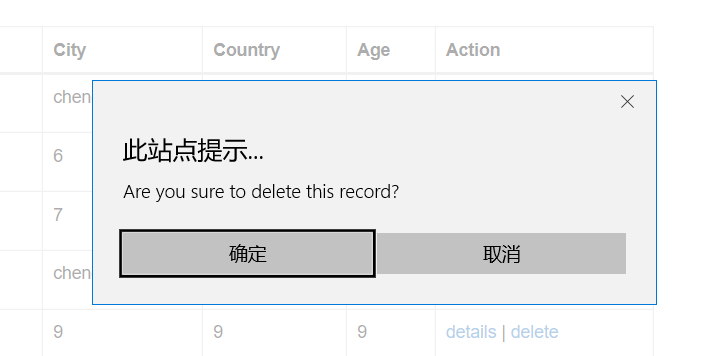 City Country Age Action
chen
此站点提示...
6
Are you sure to delete this record?
7
确定 取消
chen
9 9 9 details | delete